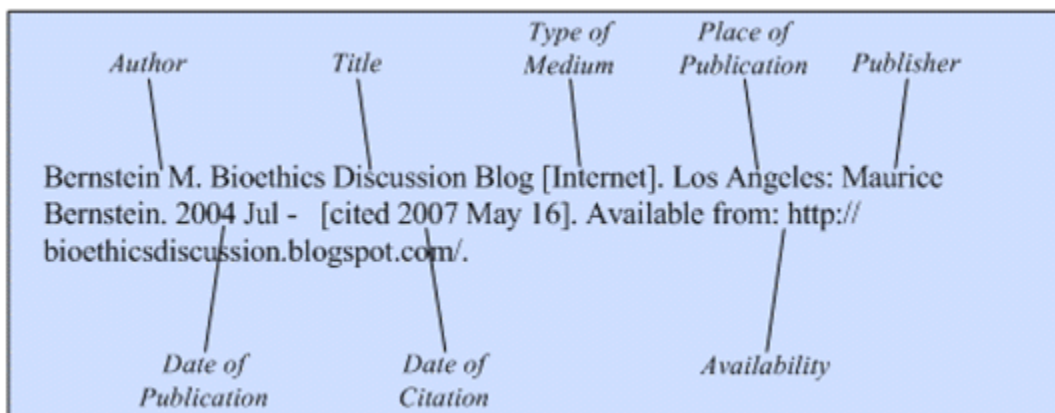 Author Title Type of Medium Place of Publication Publisher
Bernstein M. Bioethics Discussion Blog [Internet]. Los Angeles: Maurice
Bernstein. 2004 Jul - [cited 2007 May 16]. Available from: http://
bioethicsdiscussion.blogspot.com/.
Date of Publication Date of Citation Availability